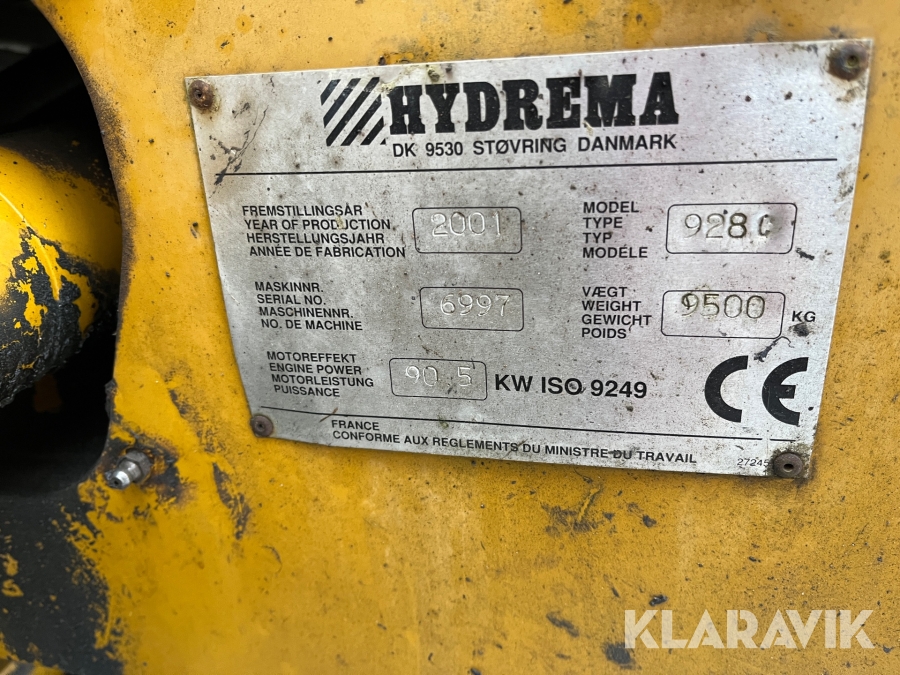 HYDREMA
DK 9530 STØVRING DANMARK
FREMSTILLINGSÅR
YEAR OF PRODUCTION
HERSTELLUNGSJAHR
ANNÉE DE FABRICATION
2001
MODEL
TYPE
TYP
MODÉLE
928C
MASKINNR.
SERIAL NO.
MASCHINENNR.
NO. DE MACHINE
6997
VÆGT
WEIGHT
GEWICHT
POIDS
9500 KG
MOTOREFFEKT
ENGINE POWER
MOTORLEISTUNG
PUISSANCE
90.5 KW ISO 9249
CE
FRANCE
CONFORME AUX REGLEMENTS DU MINISTRE DU TRAVAIL
KLARAVIK